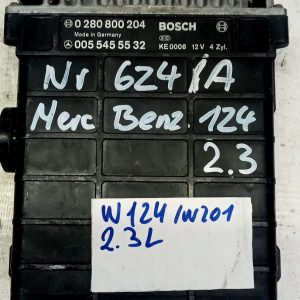 0 280 800 204 BOSCH
Made in Germany KE0006 12V 4 Zyl.
005 545 55 32
Nr 624/A
Merc Benz 124
2.3
W124/W201
2.3L